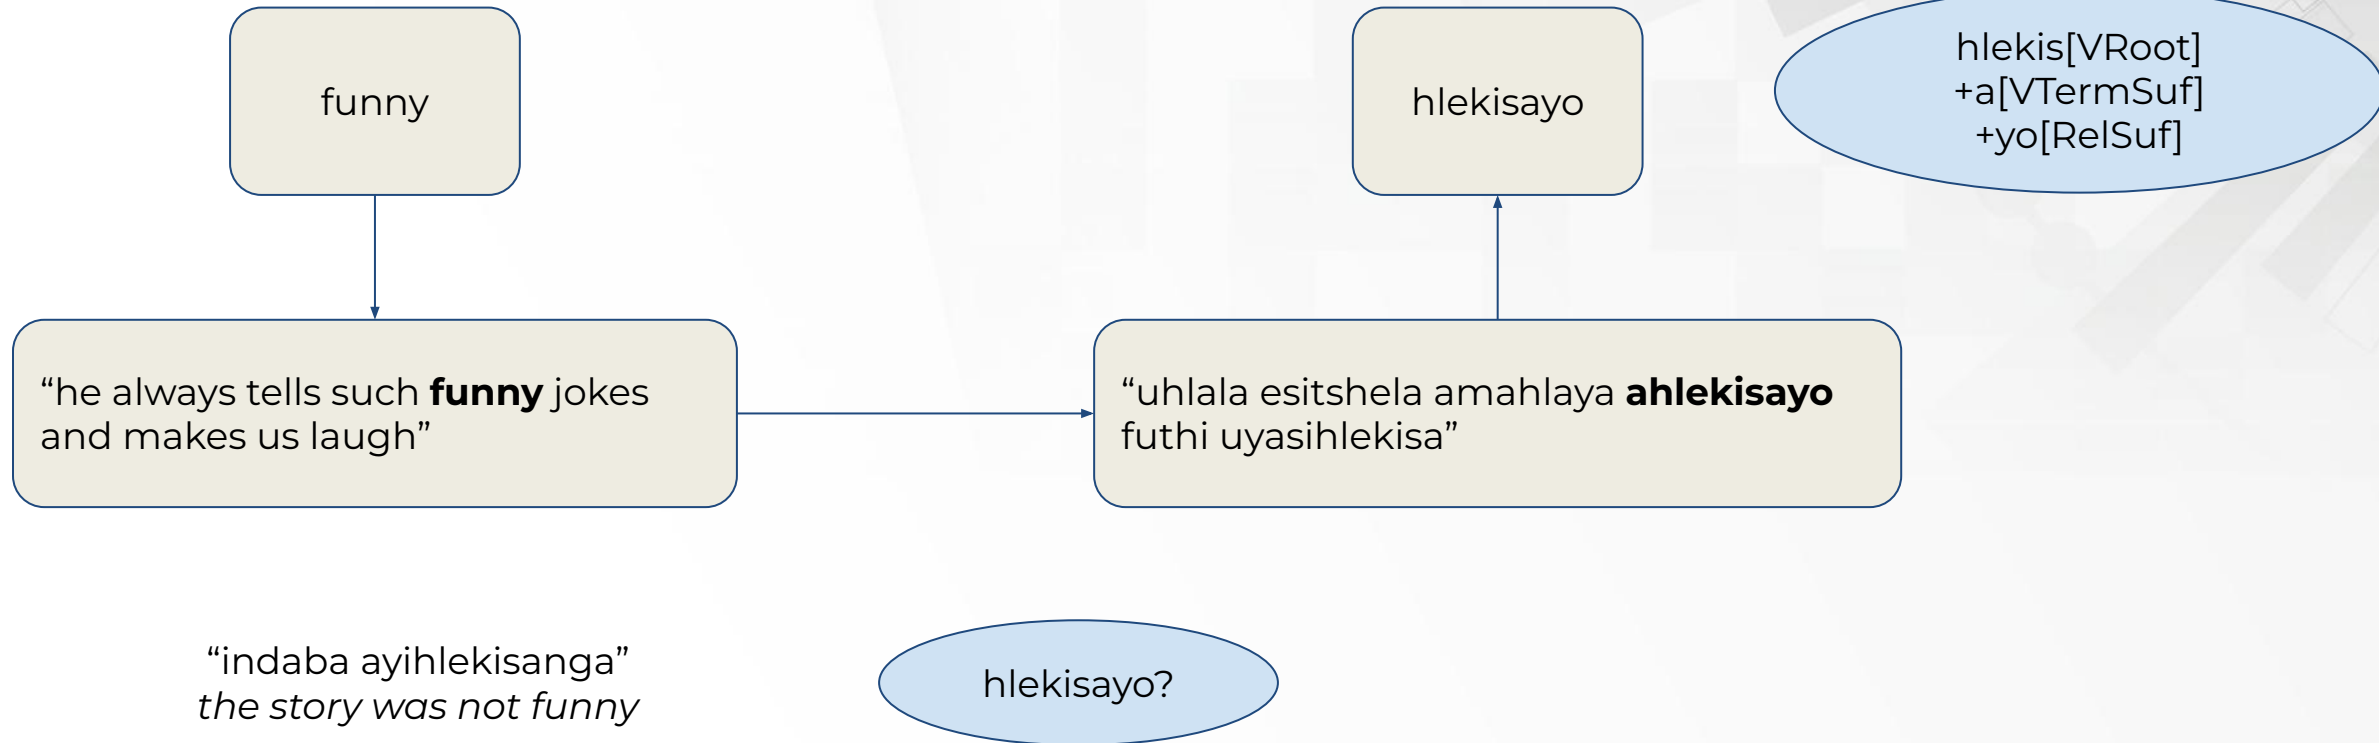 funny
hlekisayo
hlekis[VRoot]
+a[VTermSuf]
+yo[RelSuf]
“he always tells such funny jokes
and makes us laugh”
“uhlala esitshela amahlaya ahlekisayo
futhi uyasihlekisa”
“indaba ayihlekisanga”
the story was not funny
hlekisayo?